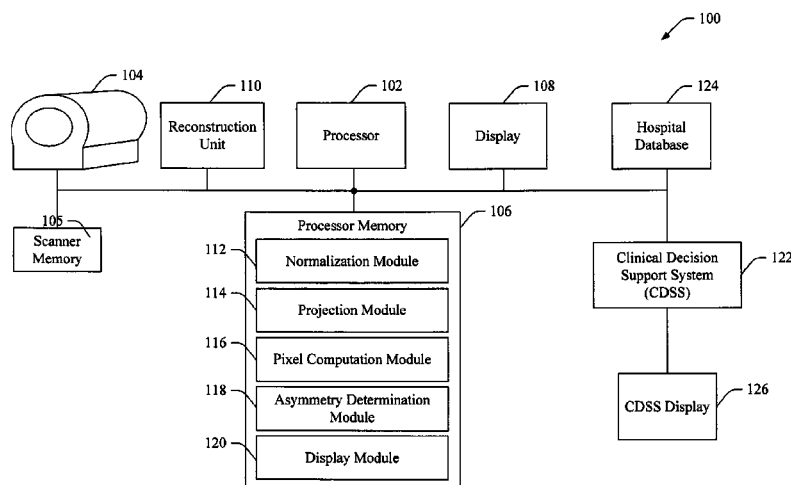 100
104
110
102
108
124
Reconstruction
Unit
Processor
Display
Hospital
Database
105
Scanner
Memory
106
Processor Memory
112
Normalization Module
114
Projection Module
116
Pixel Computation Module
118
Asymmetry Determination
Module
120
Display Module
Clinical Decision
Support System
(CDSS)
122
CDSS Display
126